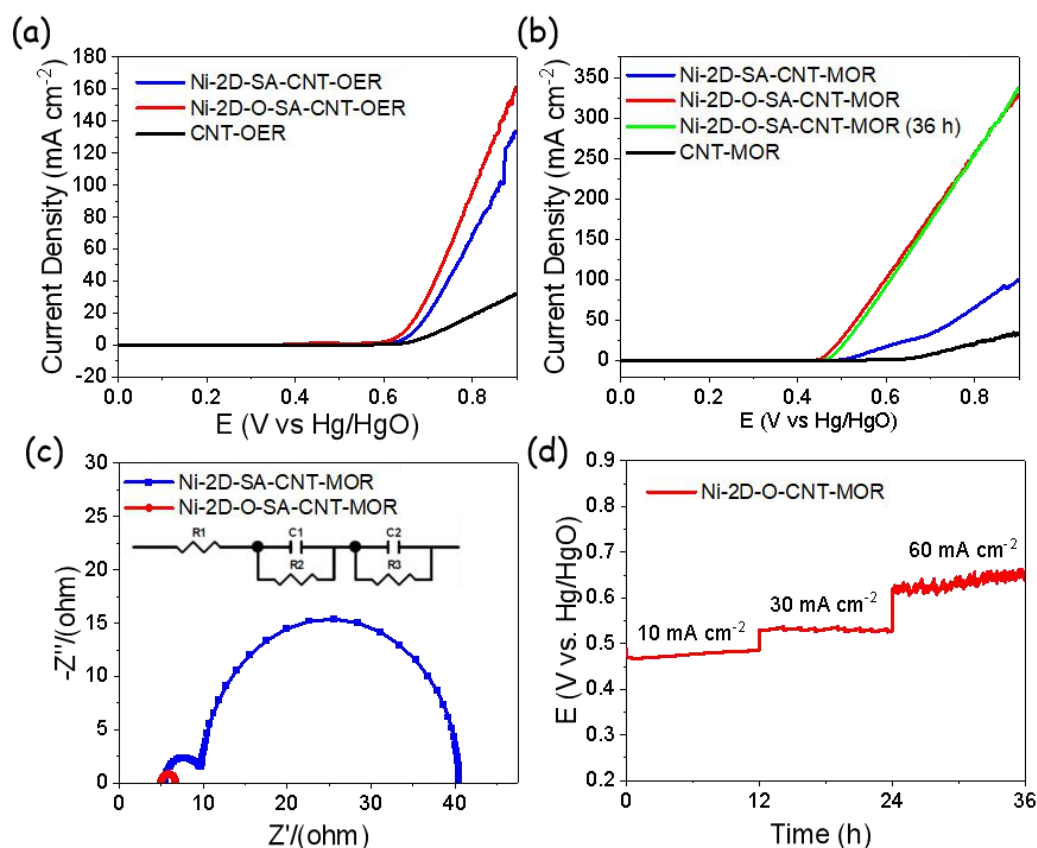 (a)
180
160
140
120
100
80
60
40
20
0
-20
Current Density (mA cm-2)
Ni-2D-SA-CNT-OER
Ni-2D-O-SA-CNT-OER
CNT-OER
0.0 0.2 0.4 0.6 0.8
E (V vs Hg/HgO)
(b)
350
300
250
200
150
100
50
0
Current Density (mA cm-2)
Ni-2D-SA-CNT-MOR
Ni-2D-O-SA-CNT-MOR
Ni-2D-O-SA-CNT-MOR (36 h)
CNT-MOR
0.0 0.2 0.4 0.6 0.8
E (V vs Hg/HgO)
(c)
30
25
20
15
10
5
0
-Z"/(ohm)
Ni-2D-SA-CNT-MOR
Ni-2D-O-SA-CNT-MOR
R1 C1 C2
R2 R3
0 10 20 30 40
Z'/(ohm)
(d)
0.9
0.8
0.7
0.6
0.5
0.4
0.3
0.2
E (V vs. Hg/HgO)
Ni-2D-O-CNT-MOR
60 mA cm-2
30 mA cm-2
10 mA cm-2
0 12 24 36
Time (h)